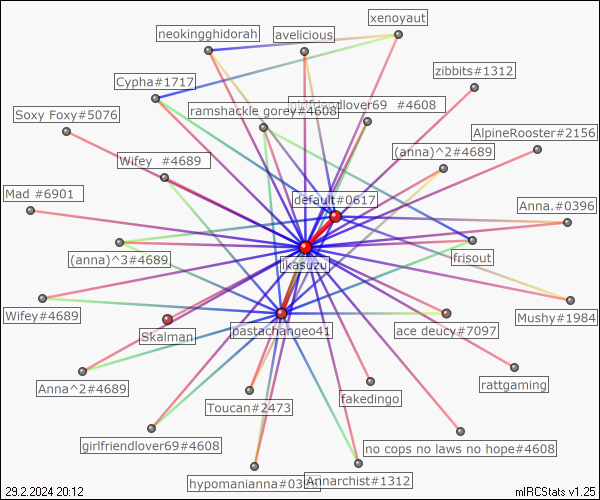 xenoyaut
neokingghidorah
avelicious
zibbits#1312
Cypha#1717
girlfriendlover69 #4608
ramshackle gorey#4608
Soxy Foxy#5076
AlpineRooster#2156
(anna)^2#4689
Wifey #4689
Mad #6901
default#0617
Anna.#0396
(anna)^3#4689
ikasuzu
frisout
Wifey#4689
Mushy#1984
Skalman
pastachangeo41
ace deucy#7097
Anna^2#4689
rattgaming
fakedingo
Toucan#2473
girlfriendlover69#4608
no cops no laws no hope#4608
hypomanianna#03
Annarchist#1312
29.2.2024 20:12
mIRCStats v1.25